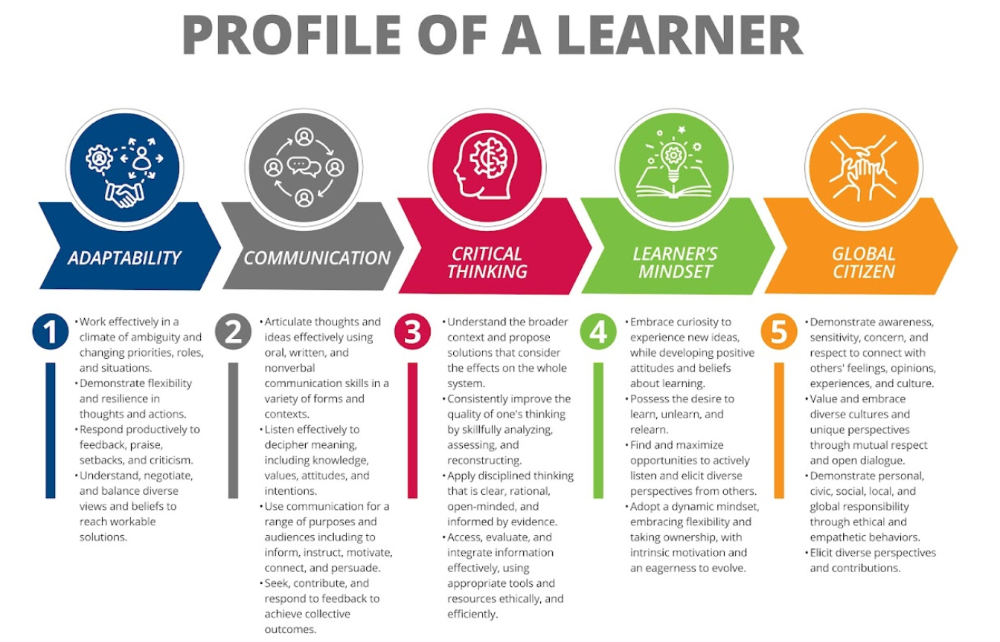 PROFILE OF A LEARNER
ADAPTABILITY
COMMUNICATION
CRITICAL
THINKING
LEARNER'S
MINDSET
GLOBAL
CITIZEN
1
•Work effectively in a
climate of ambiguity and
changing priorities, roles,
and situations.
•Demonstrate flexibility
and resilience in
thoughts and actions.
•Respond productively to
feedback, praise,
setbacks, and criticism.
•Understand, negotiate,
and balance diverse
views and beliefs to
reach workable
solutions.
2
•Articulate thoughts and
ideas effectively using
oral, written, and
nonverbal
communication skills in a
variety of forms and
contexts.
•Listen effectively to
decipher meaning,
including knowledge,
values, attitudes, and
intentions.
•Use communication for a
range of purposes and
audiences including to
inform, instruct, motivate,
connect, and persuade.
•Seek, contribute, and
respond to feedback to
achieve collective
outcomes.
3
•Understand the broader
context and propose
solutions that consider
the effects on the whole
system.
•Consistently improve the
quality of one's thinking
by skillfully analyzing,
assessing, and
reconstructing.
•Apply disciplined thinking
that is clear, rational,
open-minded, and
informed by evidence.
•Access, evaluate, and
integrate information
effectively, using
appropriate tools and
resources ethically, and
efficiently.
4
•Embrace curiosity to
experience new ideas,
while developing positive
attitudes and beliefs
about learning.
•Possess the desire to
learn, unlearn, and
relearn.
•Find and maximize
opportunities to actively
listen and elicit diverse
perspectives from others.
•Adopt a dynamic mindset,
embracing flexibility and
taking ownership, with
intrinsic motivation and
an eagerness to evolve.
5
•Demonstrate awareness,
sensitivity, concern, and
respect to connect with
others' feelings, opinions,
experiences, and culture.
•Value and embrace
diverse cultures and
unique perspectives
through mutual respect
and open dialogue.
•Demonstrate personal,
civic, social, local, and
global responsibility
through ethical and
empathetic behaviors.
•Elicit diverse perspectives
and contributions.